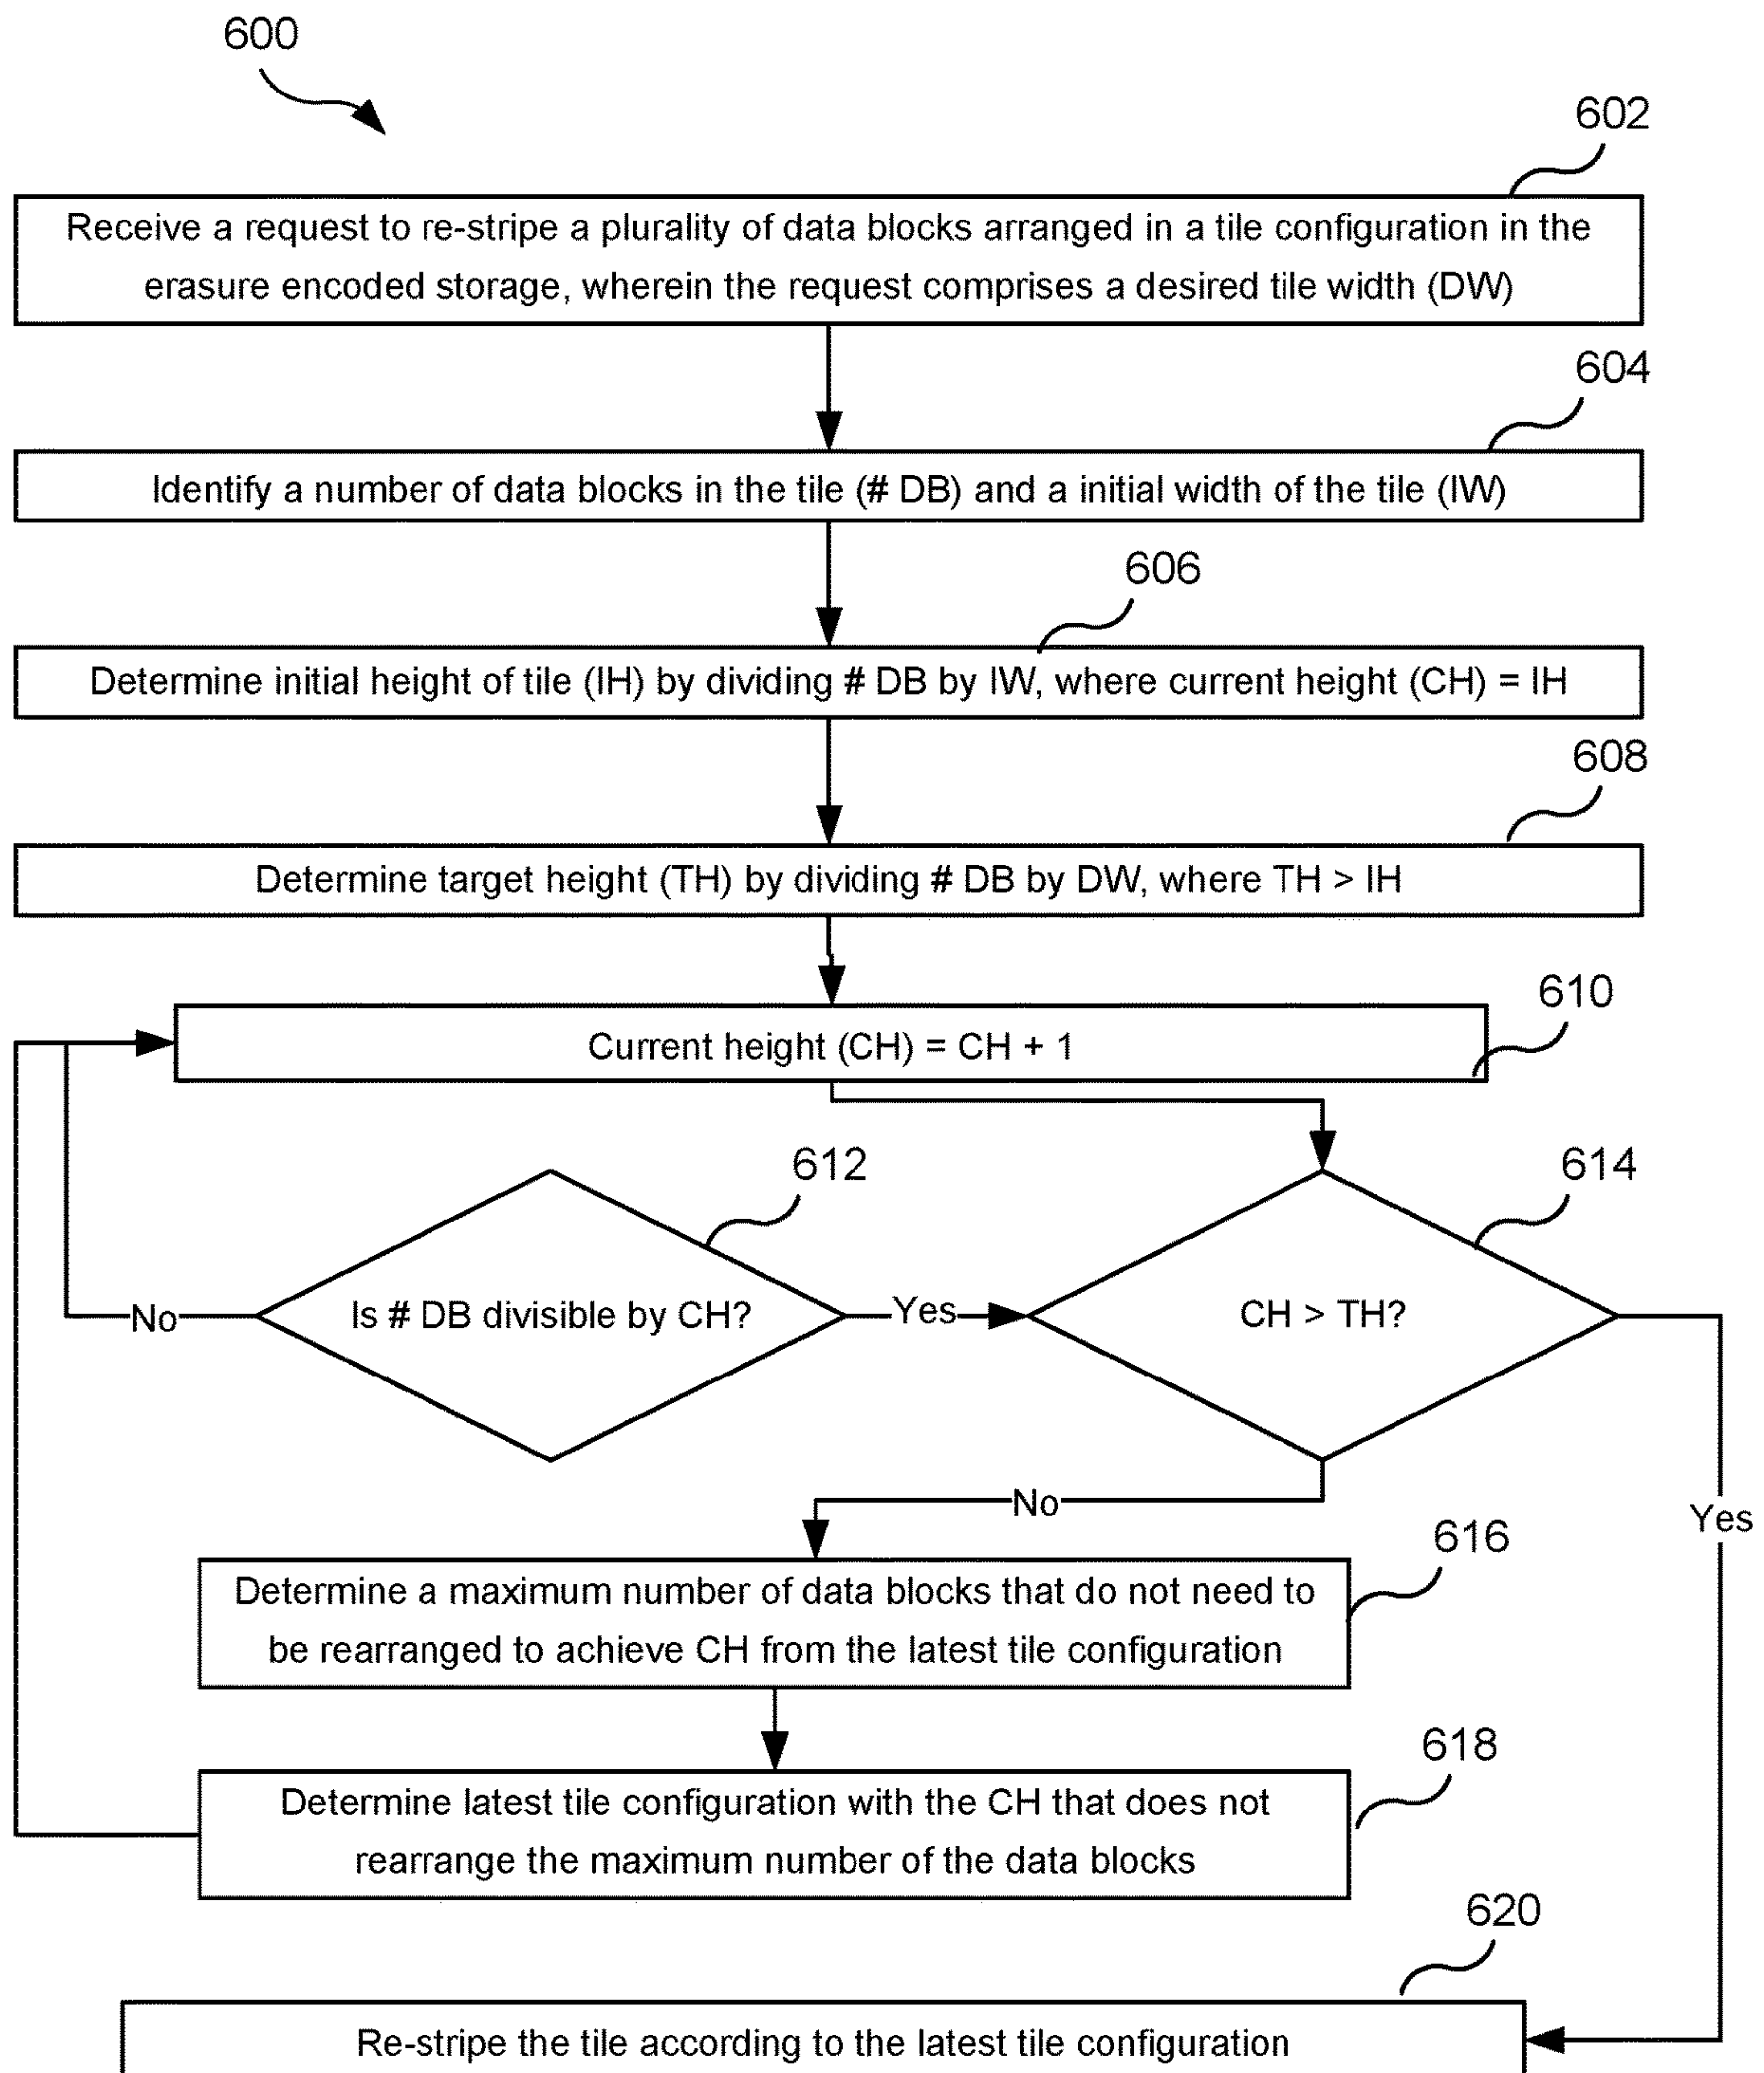 600
602
Receive a request to re-stripe a plurality of data blocks arranged in a tile configuration in the
erasure encoded storage, wherein the request comprises a desired tile width (DW)
604
Identify a number of data blocks in the tile (# DB) and a initial width of the tile (IW)
606
Determine initial height of tile (IH) by dividing # DB by IW, where current height (CH) = IH
608
Determine target height (TH) by dividing # DB by DW, where TH > IH
610
Current height (CH) = CH + 1
612
614
No
Is # DB divisible by CH?
Yes
CH > TH?
No
Yes
616
Determine a maximum number of data blocks that do not need to
be rearranged to achieve CH from the latest tile configuration
618
Determine latest tile configuration with the CH that does not
rearrange the maximum number of the data blocks
620
Re-stripe the tile according to the latest tile configuration